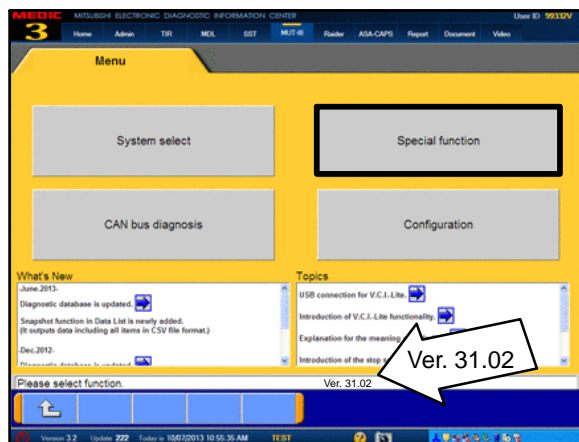 MEDIC MITSUBISHI ELECTRONIC DIAGNOSTIC INFORMATION CENTER User ID 99332V
3 Home Admin TIR MDL SST MUT-III Raider ASA-CAPS Report Document Video
Menu
System select
Special function
CAN bus diagnosis
Configuration
What's New
-June.2013-
Diagnostic database is updated.
Snapshot function in Data List is newly added.
(It outputs data including all items in CSV file format.)
-Dec.2012-
Diagnostic database is updated
Topics
USB connection for V.C.I.-Lite.
Introduction of V.C.I.-Lite functionality.
Explanation for the meaning
Introduction of the stop s
Ver. 31.02
Please select function.
Ver. 31.02
Version 3.2 Update 222 Today is 10/07/2013 10:55:35 AM TEST